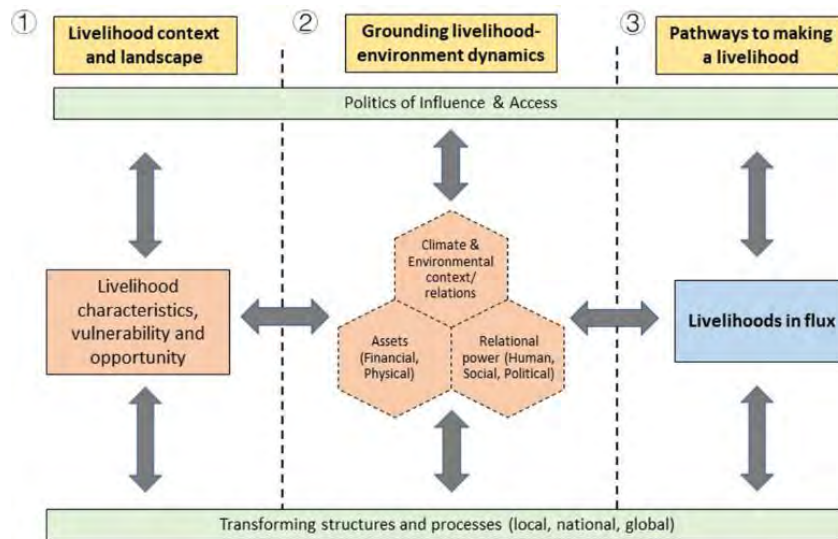 ①
Livelihood context
and landscape
②
Grounding livelihood-
environment dynamics
③
Pathways to making
a livelihood
Politics of Influence & Access
Livelihood
characteristics,
vulnerability and
opportunity
Climate &
Environmental
context/
relations
Assets
(Financial,
Physical)
Relational
power (Human,
Social, Political)
Livelihoods in flux
Transforming structures and processes (local, national, global)